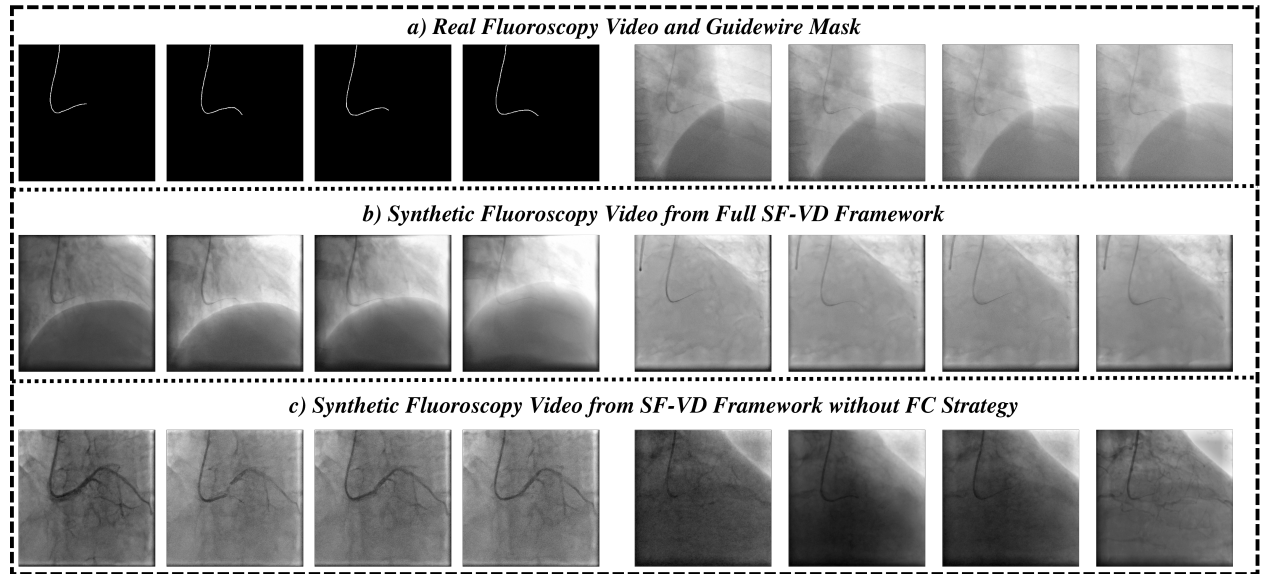 a) Real Fluoroscopy Video and Guidewire Mask
b) Synthetic Fluoroscopy Video from Full SF-VD Framework
c) Synthetic Fluoroscopy Video from SF-VD Framework without FC Strategy